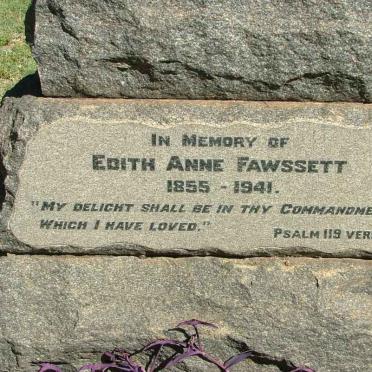 IN MEMORY OF
EDITH ANNE FAWSSETT
1855 - 1941.
"MY DELIGHT SHALL BE IN THY COMMANDME
WHICH I HAVE LOVED."
PSALM 119 VER